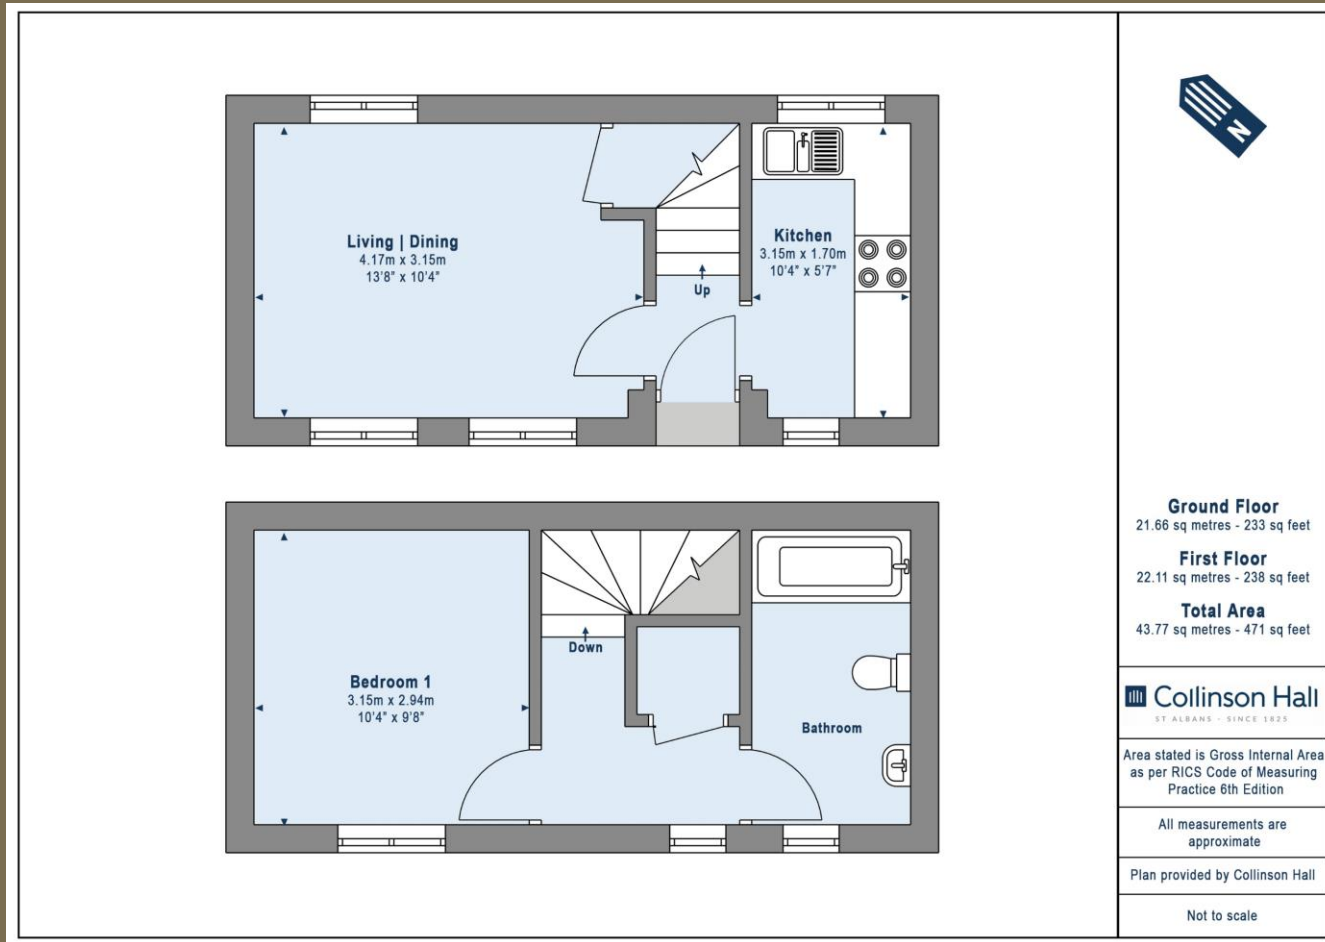 Living | Dining
4.17m x 3.15m
13'8" x 10'4"
Kitchen
3.15m x 1.70m
10'4" x 5'7"
Up
Bedroom 1
3.15m x 2.94m
10'4" x 9'8"
Down
Bathroom
N
Ground Floor
21.66 sq metres - 233 sq feet
First Floor
22.11 sq metres - 238 sq feet
Total Area
43.77 sq metres - 471 sq feet
Collinson Hall
ST ALBANS - SINCE 1825
Area stated is Gross Internal Area
as per RICS Code of Measuring
Practice 6th Edition
All measurements are
approximate
Plan provided by Collinson Hall
Not to scale